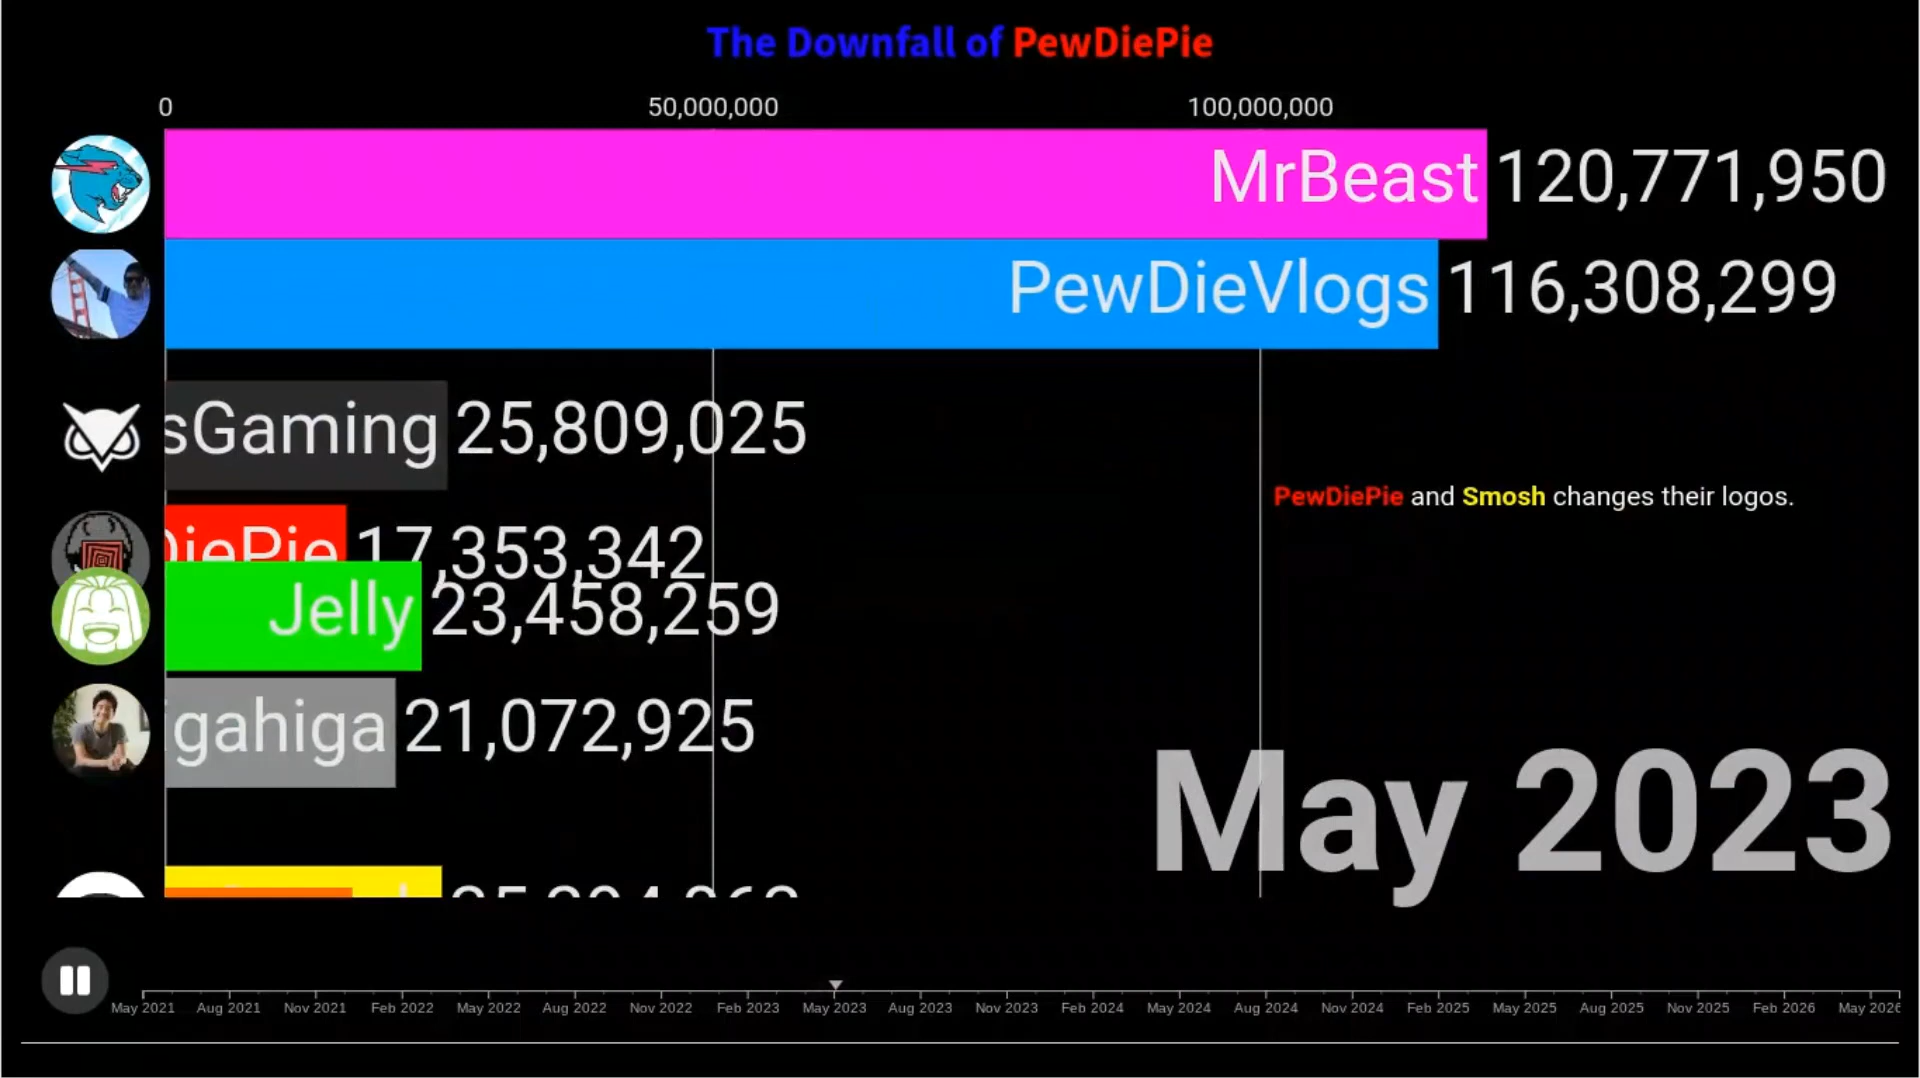 The Downfall of PewDiePie
0 50,000,000 100,000,000
MrBeast 120,771,950
PewDieVlogs 116,308,299
sGaming 25,809,025
PewDiePie and Smosh changes their logos.
DiePie 17,353,342
Jelly 23,458,259
igahiga 21,072,925
May 2023
May 2021 Aug 2021 Nov 2021 Feb 2022 May 2022 Aug 2022 Nov 2022 Feb 2023 May 2023 Aug 2023 Nov 2023 Feb 2024 May 2024 Aug 2024 Nov 2024 Feb 2025 May 2025 Aug 2025 Nov 2025 Feb 2026 May 2026